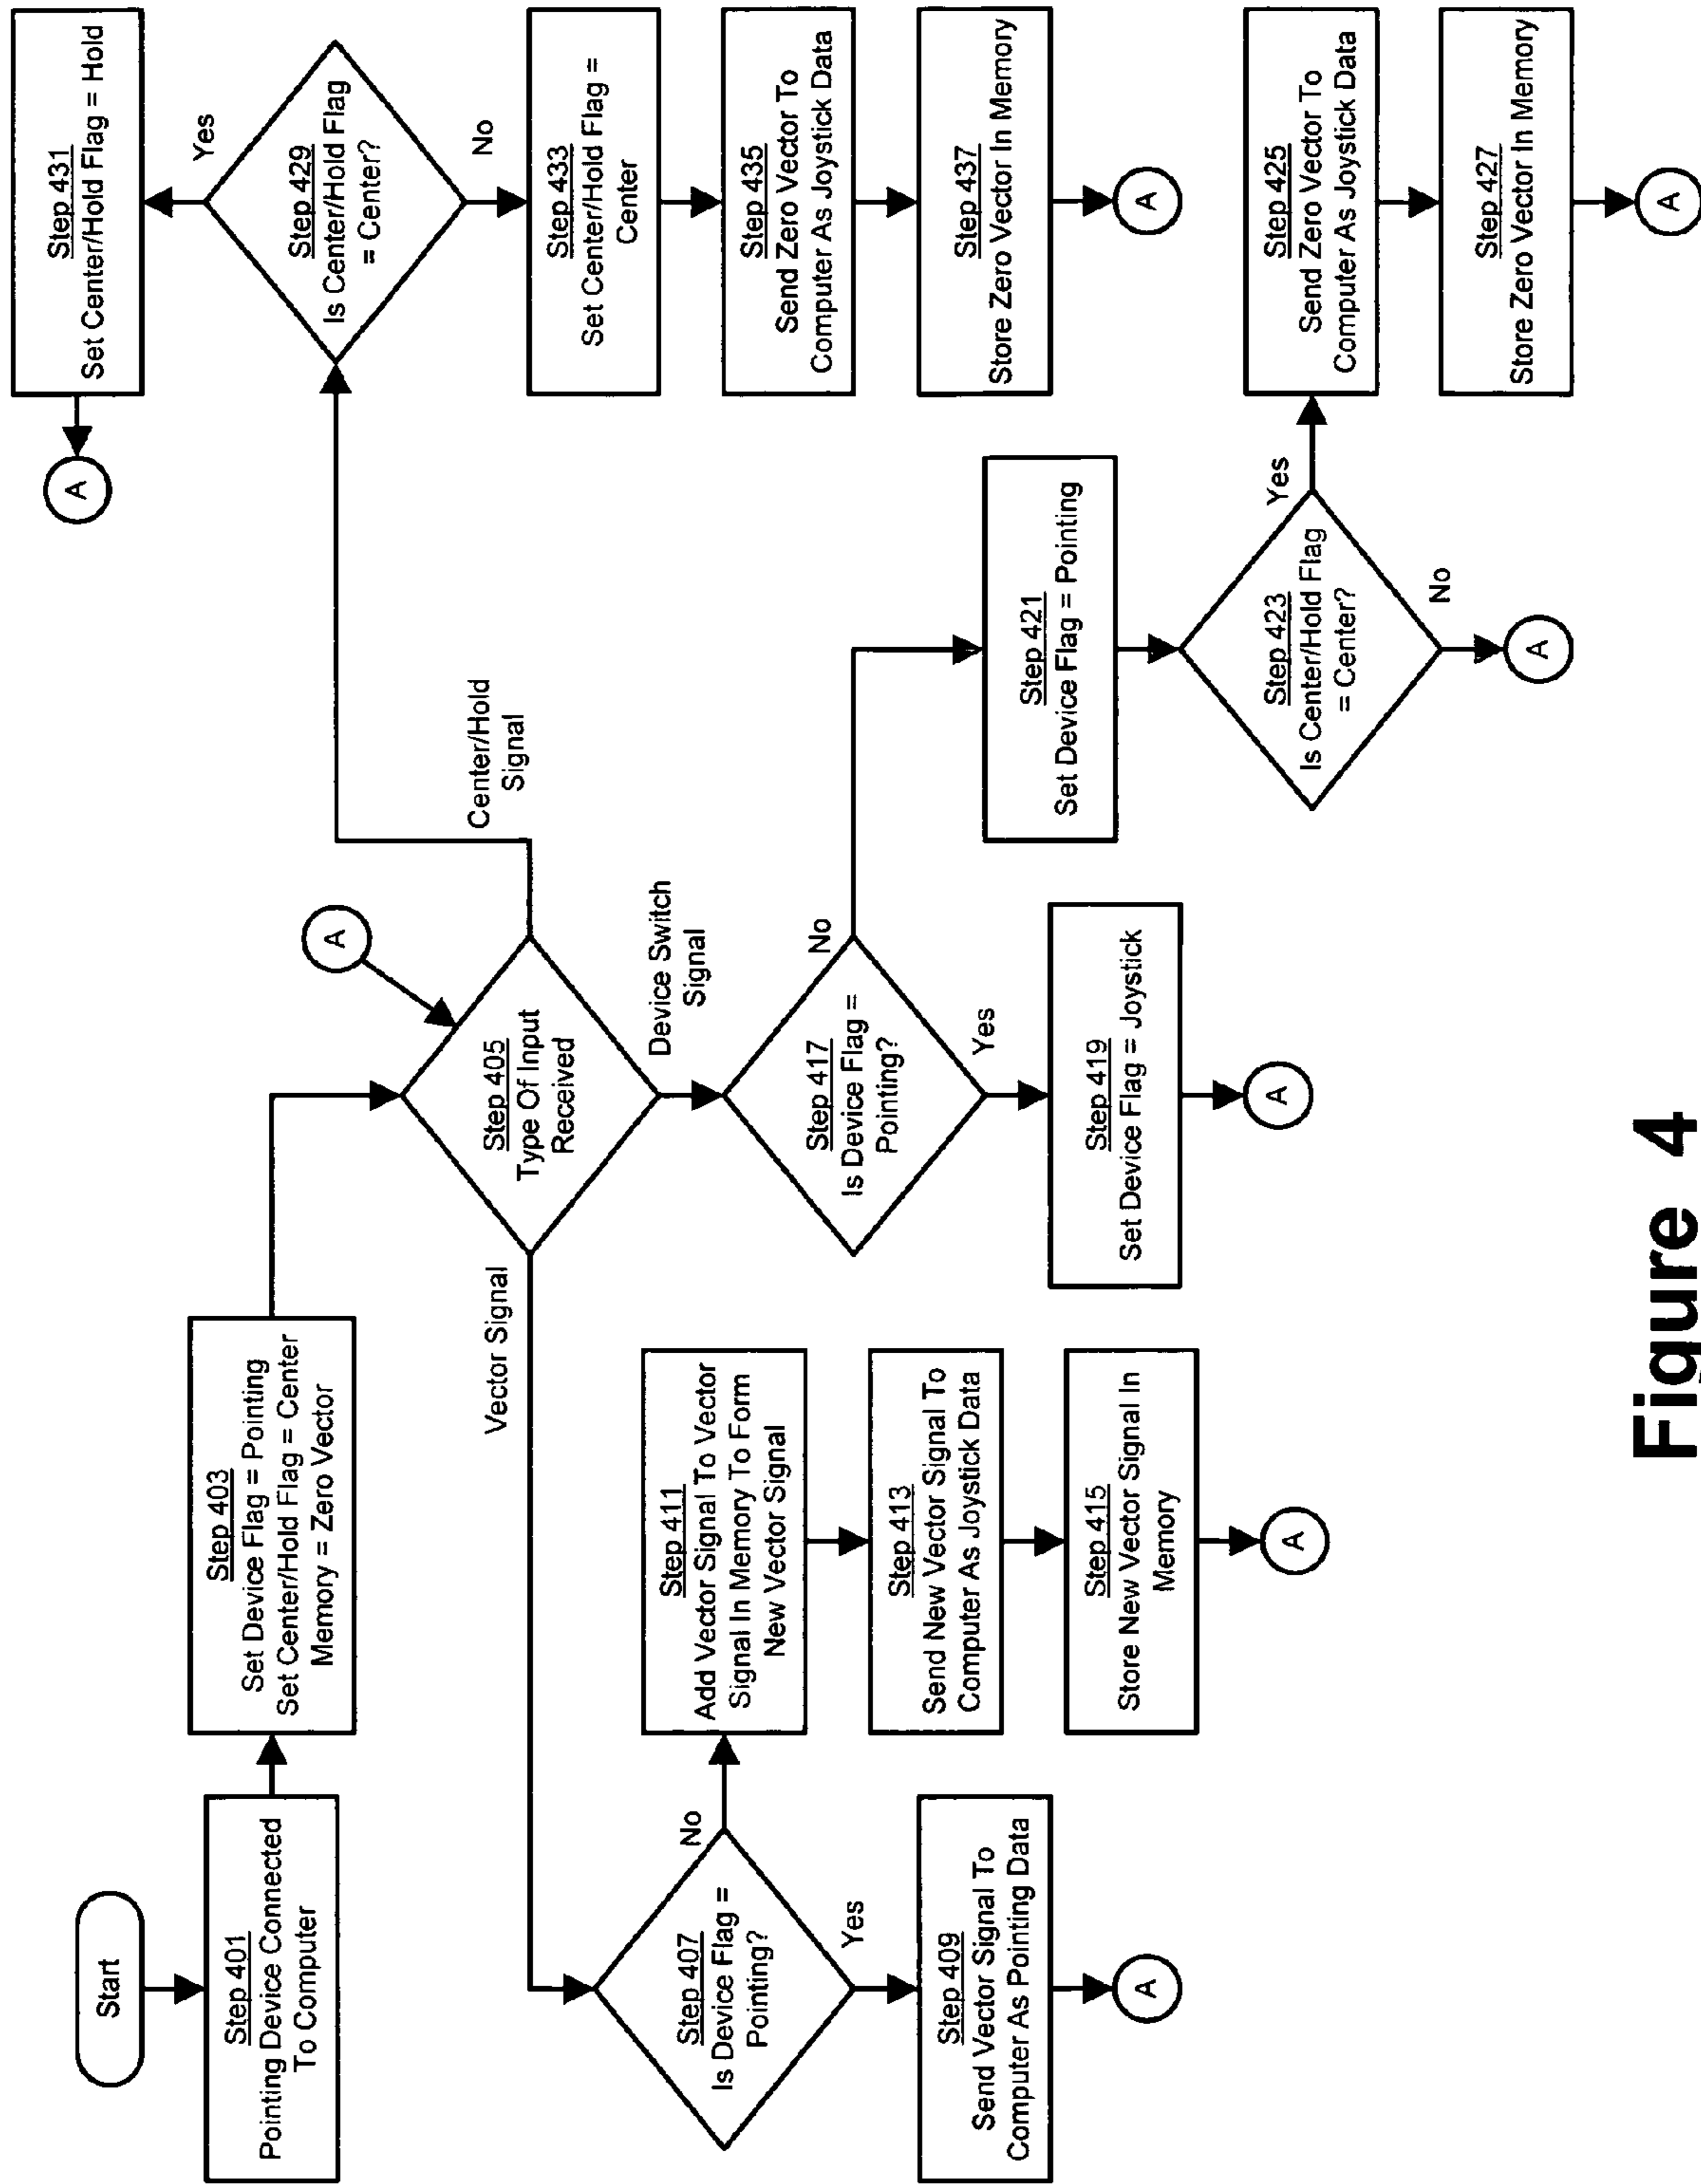 Start
Step 401
Pointing Device Connected
To Computer
Step 403
Set Device Flag = Pointing
Set Center/Hold Flag = Center
Memory = Zero Vector
A
Step 405
Type Of Input
Received
Vector Signal
Device Switch
Signal
Center/Hold
Signal
Step 407
Is Device Flag =
Pointing?
No
Yes
Step 409
Send Vector Signal To
Computer As Pointing Data
A
Step 411
Add Vector Signal To Vector
Signal In Memory To Form
New Vector Signal
Step 413
Send New Vector Signal To
Computer As Joystick Data
Step 415
Store New Vector Signal In
Memory
A
Step 417
Is Device Flag =
Pointing?
No
Yes
Step 419
Set Device Flag = Joystick
A
Step 421
Set Device Flag = Pointing
Step 423
Is Center/Hold Flag
= Center?
Yes
No
A
Step 425
Send Zero Vector To
Computer As Joystick Data
Step 427
Store Zero Vector In Memory
A
Step 429
Is Center/Hold Flag
= Center?
Yes
No
Step 431
Set Center/Hold Flag = Hold
A
Step 433
Set Center/Hold Flag =
Center
Step 435
Send Zero Vector To
Computer As Joystick Data
Step 437
Store Zero Vector In Memory
A
Figure 4